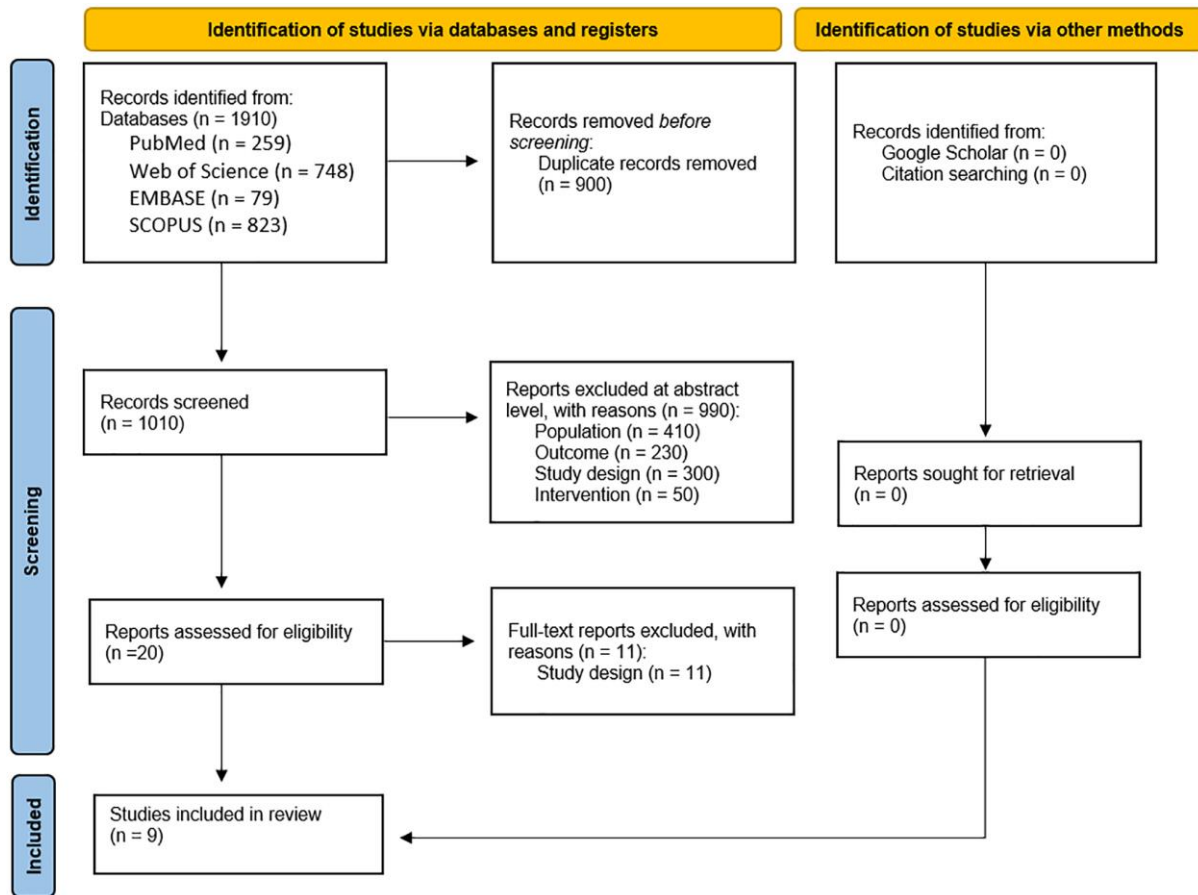 Identification of studies via databases and registers
Identification of studies via other methods
Identification
Records identified from:
Databases (n = 1910)
PubMed (n = 259)
Web of Science (n = 748)
EMBASE (n = 79)
SCOPUS (n = 823)
Records removed before
screening:
Duplicate records removed
(n = 900)
Records identified from:
Google Scholar (n = 0)
Citation searching (n = 0)
Screening
Records screened
(n = 1010)
Reports excluded at abstract
level, with reasons (n = 990):
Population (n = 410)
Outcome (n = 230)
Study design (n = 300)
Intervention (n = 50)
Reports sought for retrieval
(n = 0)
Reports assessed for eligibility
(n =20)
Full-text reports excluded, with
reasons (n = 11):
Study design (n = 11)
Reports assessed for eligibility
(n = 0)
Included
Studies included in review
(n = 9)